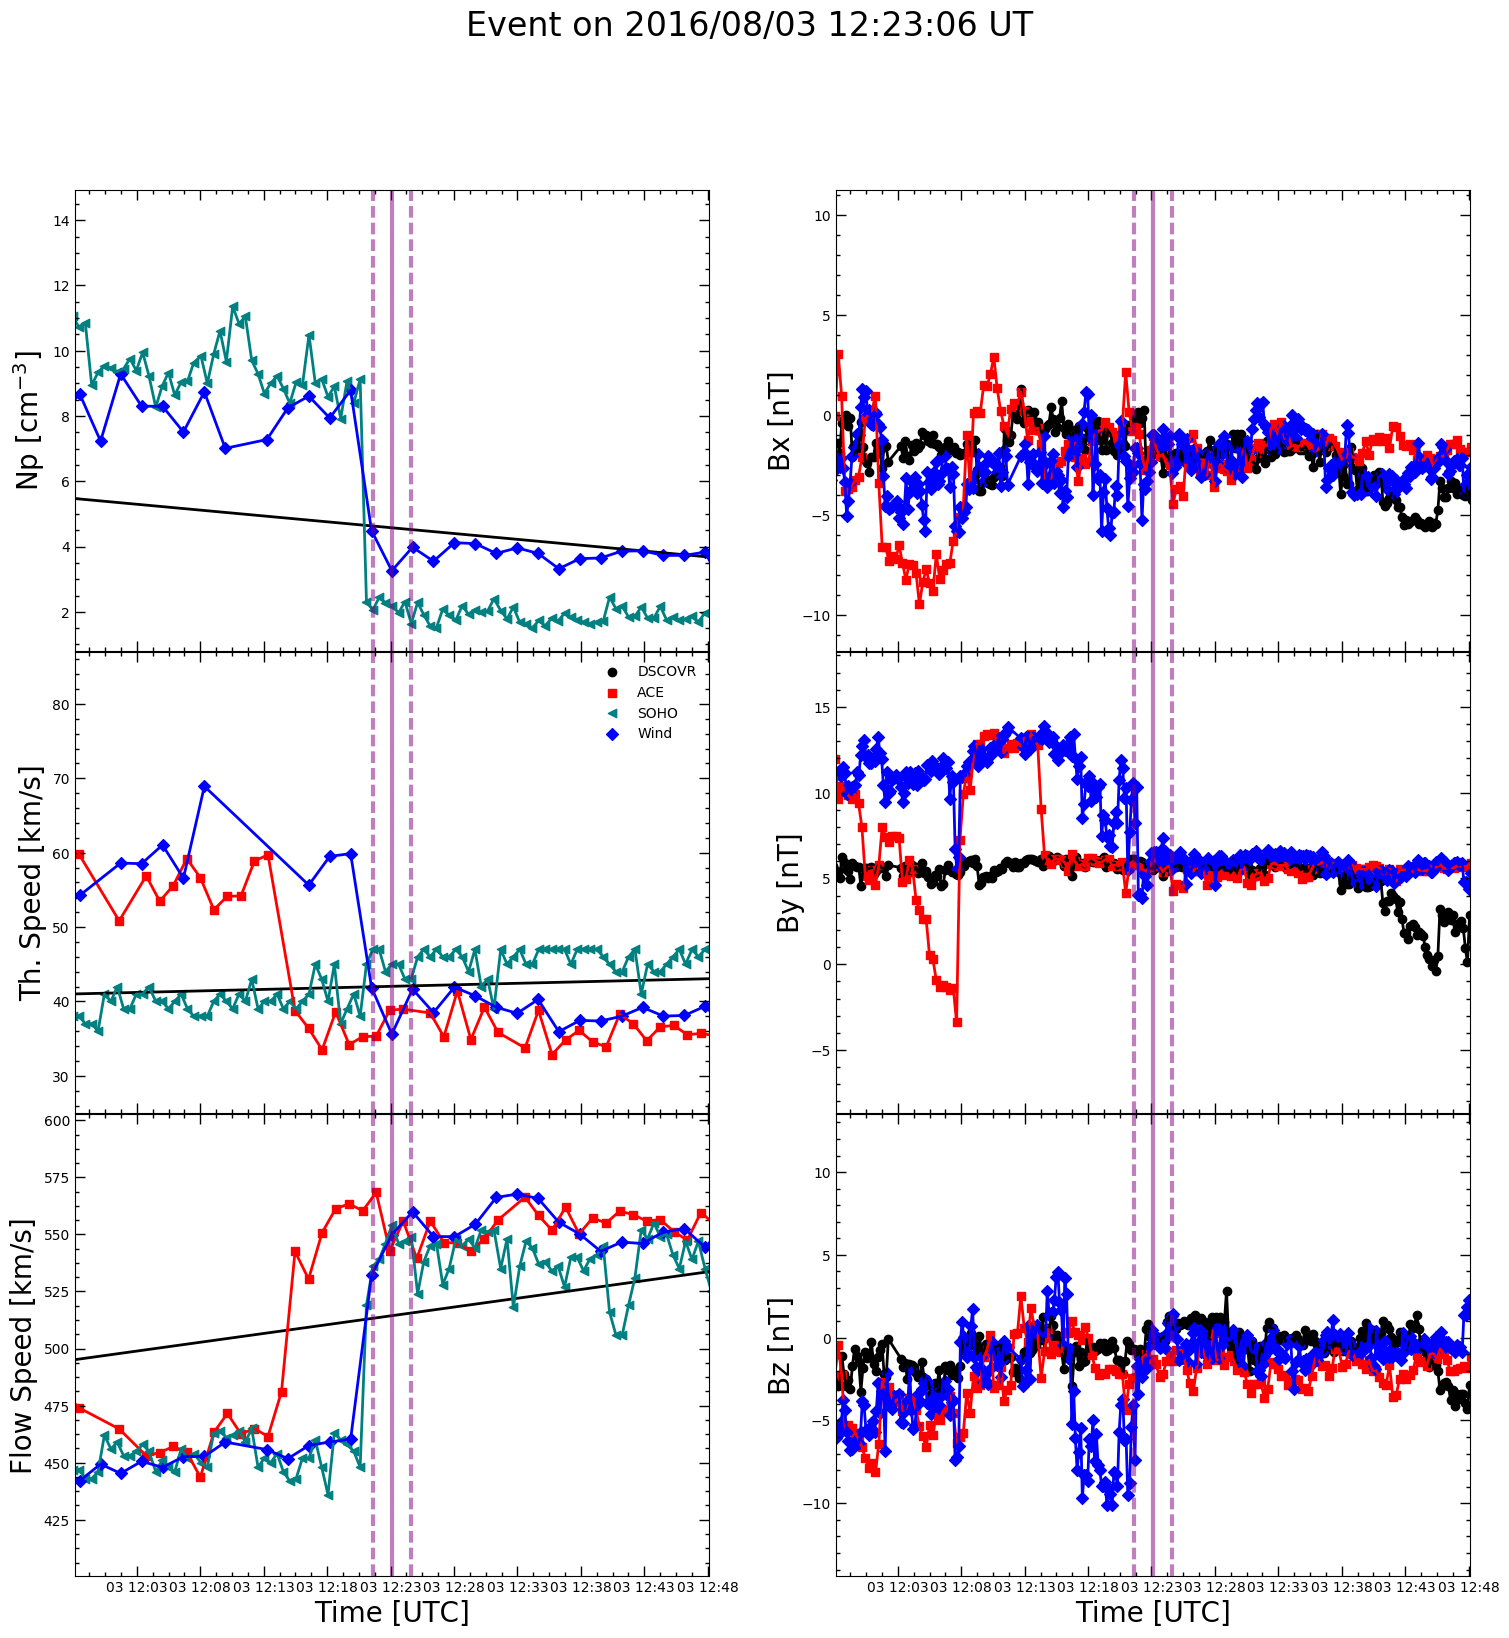 Event on 2016/08/03 12:23:06 UT
Np [cm⁻³]
14
12
10
8
6
4
2
Bx [nT]
10
5
0
−5
−10
Th. Speed [km/s]
80
70
60
50
40
30
DSCOVR
ACE
SOHO
Wind
By [nT]
15
10
5
0
−5
Flow Speed [km/s]
600
575
550
525
500
475
450
425
Bz [nT]
10
5
0
−5
−10
03 12:03 03 12:08 03 12:13 03 12:18 03 12:23 03 12:28 03 12:33 03 12:38 03 12:43 03 12:48
Time [UTC]
03 12:03 03 12:08 03 12:13 03 12:18 03 12:23 03 12:28 03 12:33 03 12:38 03 12:43 03 12:48
Time [UTC]